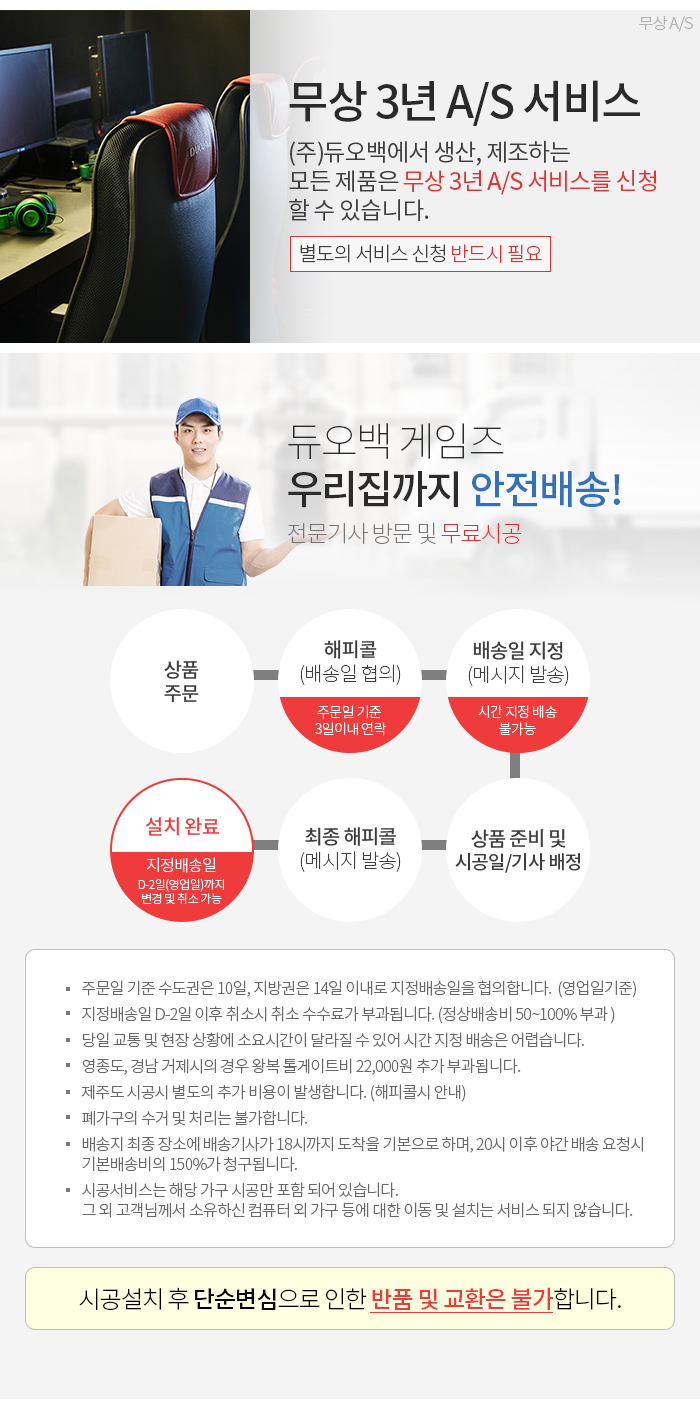 무상 A/S
무상 3년 A/S 서비스
(주)듀오백에서 생산, 제조하는
모든 제품은 무상 3년 A/S 서비스를 신청
할 수 있습니다.
별도의 서비스 신청 반드시 필요
듀오백 게임즈
우리집까지 안전배송!
전문기사 방문 및 무료시공
상품
주문
해피콜
(배송일 협의)
주문일 기준
3일이내 연락
배송일 지정
(메시지 발송)
시간 지정 배송
불가능
설치 완료
지정배송일
D-2일(영업일)까지
변경 및 취소 가능
최종 해피콜
(메시지 발송)
상품 준비 및
시공일/기사 배정
주문일 기준 수도권은 10일, 지방권은 14일 이내로 지정배송일을 협의합니다. (영업일기준)
지정배송일 D-2일 이후 취소시 취소 수수료가 부과됩니다. (정상배송비 50~100% 부과 )
당일 교통 및 현장 상황에 소요시간이 달라질 수 있어 시간 지정 배송은 어렵습니다.
영종도, 경남 거제시의 경우 왕복 톨게이트비 22,000원 추가 부과됩니다.
제주도 시공시 별도의 추가 비용이 발생합니다. (해피콜시 안내)
폐가구의 수거 및 처리는 불가합니다.
배송지 최종 장소에 배송기사가 18시까지 도착을 기본으로 하며, 20시 이후 야간 배송 요청시
기본배송비의 150%가 청구됩니다.
시공서비스는 해당 가구 시공만 포함 되어 있습니다.
그 외 고객님께서 소유하신 컴퓨터 외 가구 등에 대한 이동 및 설치는 서비스 되지 않습니다.
시공설치 후 단순변심으로 인한 반품 및 교환은 불가합니다.